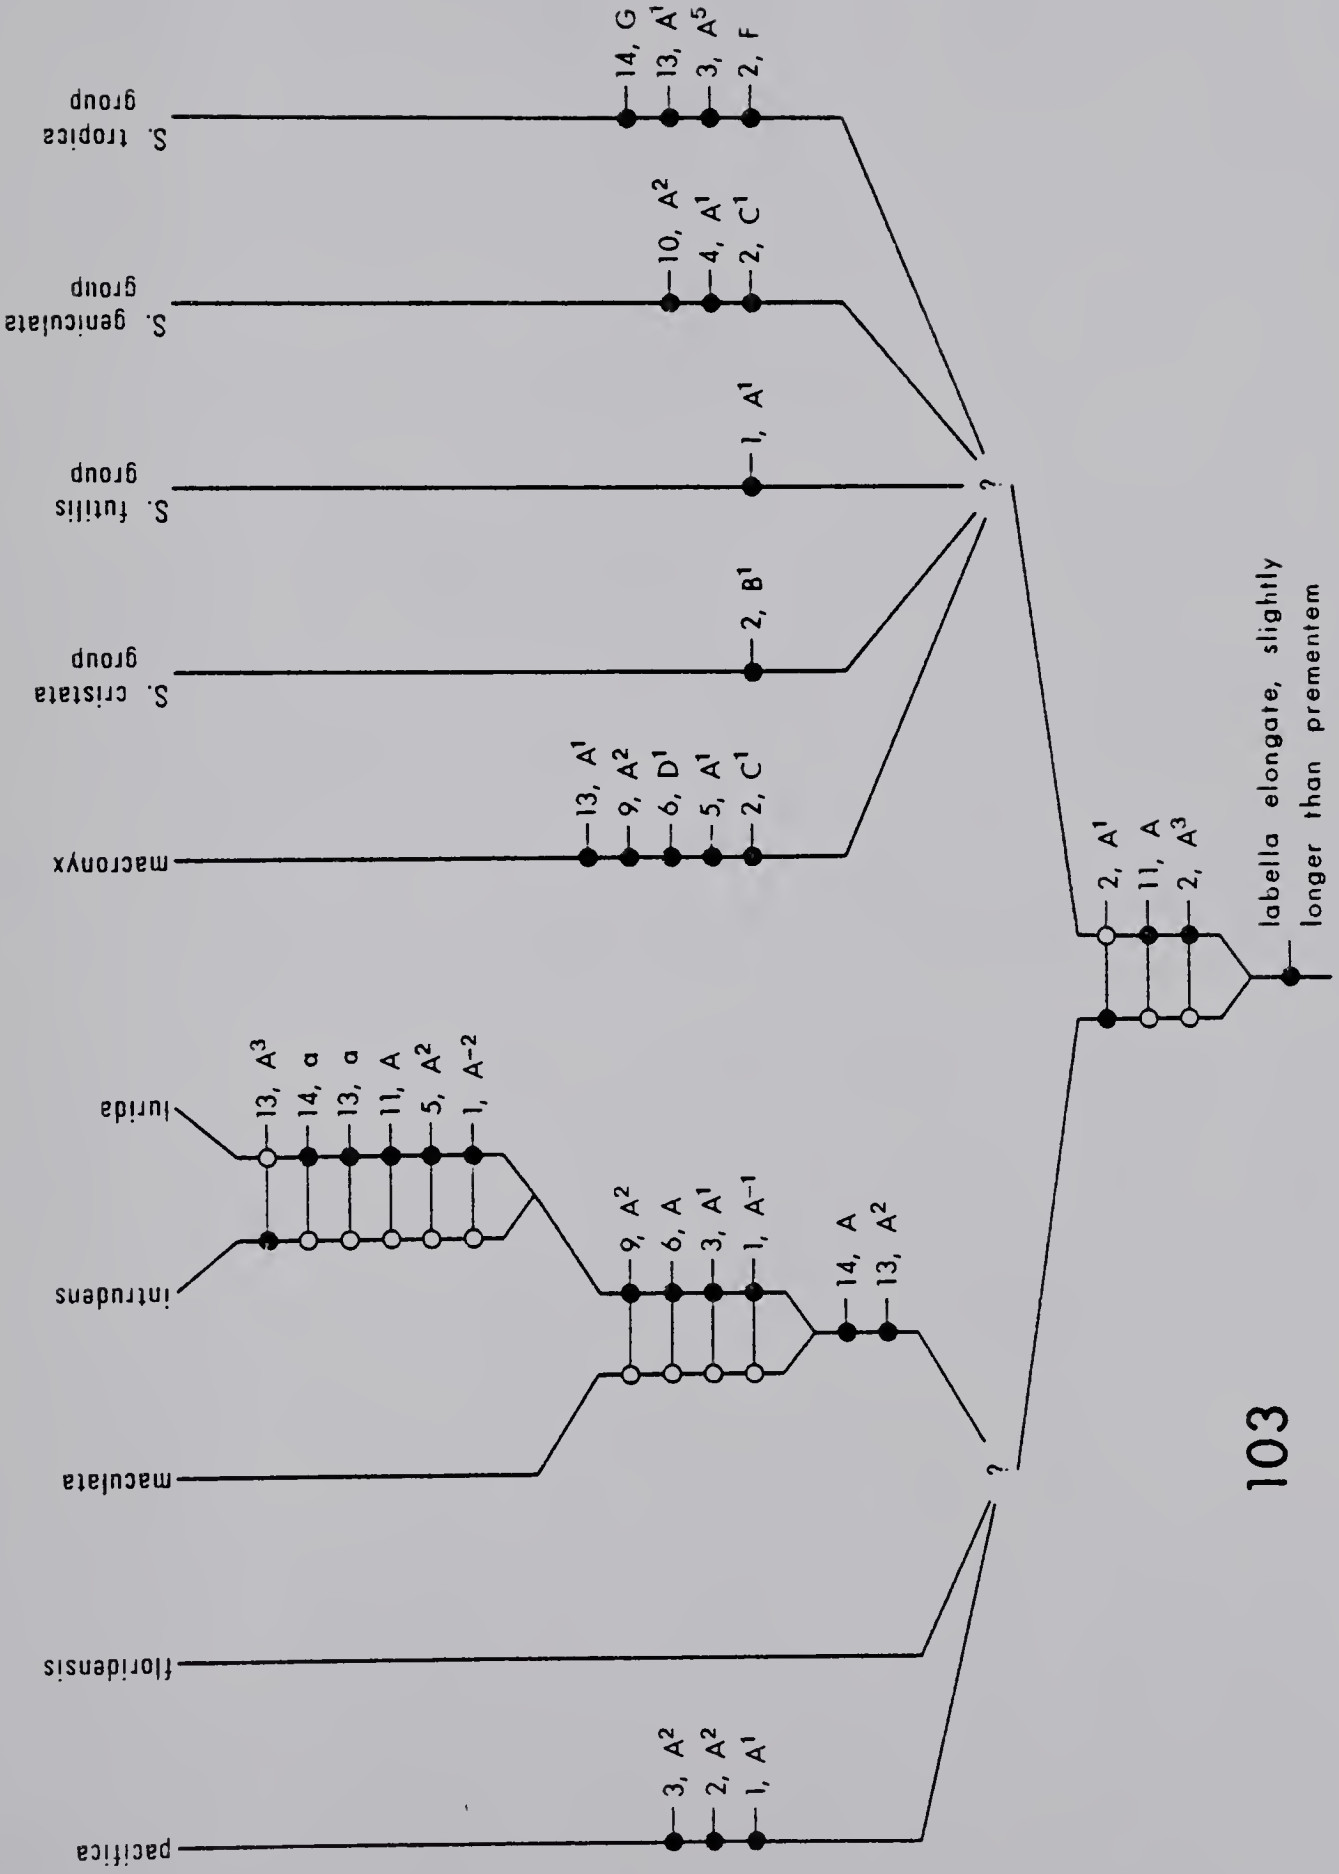 S. tropica
group
14, G
13, A¹
3, A⁵
2, F
S. geniculata
group
10, A²
4, A¹
2, C¹
S. futilis
group
1, A¹
S. cristata
group
2, B¹
macronyx
13, A¹
9, A²
6, D¹
5, A¹
2, C¹
?
lurida
intrudens
13, A³
14, a
13, a
11, A
5, A²
1, A⁻²
9, A²
6, A
3, A¹
1, A⁻¹
14, A
13, A²
maculata
floridensis
pacifica
3, A²
2, A²
1, A¹
?
2, A¹
11, A
2, A³
labella elongate, slightly
longer than prementem
103